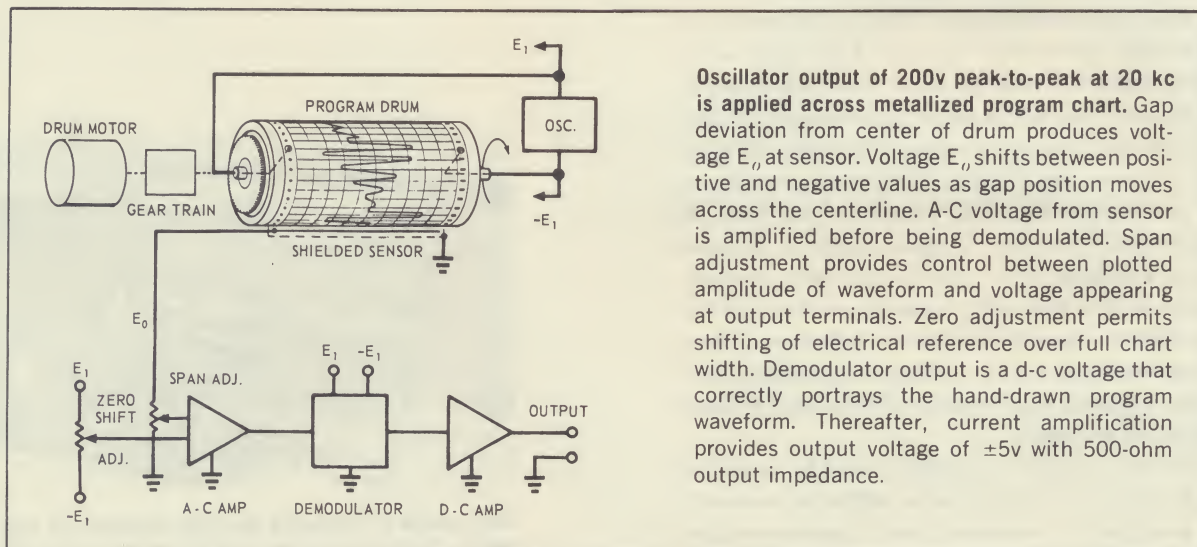 E₁
PROGRAM DRUM
OSC.
DRUM MOTOR
GEAR TRAIN
-E₁
SHIELDED SENSOR
E₀
E₁
-E₁
E₁
SPAN ADJ.
ZERO
SHIFT
OUTPUT
ADJ.
-E₁
A-C AMP
DEMODULATOR
D-C AMP
Oscillator output of 200v peak-to-peak at 20 kc
is applied across metallized program chart. Gap
deviation from center of drum produces volt-
age E₀ at sensor. Voltage E₀ shifts between posi-
tive and negative values as gap position moves
across the centerline. A-C voltage from sensor
is amplified before being demodulated. Span
adjustment provides control between plotted
amplitude of waveform and voltage appearing
at output terminals. Zero adjustment permits
shifting of electrical reference over full chart
width. Demodulator output is a d-c voltage that
correctly portrays the hand-drawn program
waveform. Thereafter, current amplification
provides output voltage of ±5v with 500-ohm
output impedance.